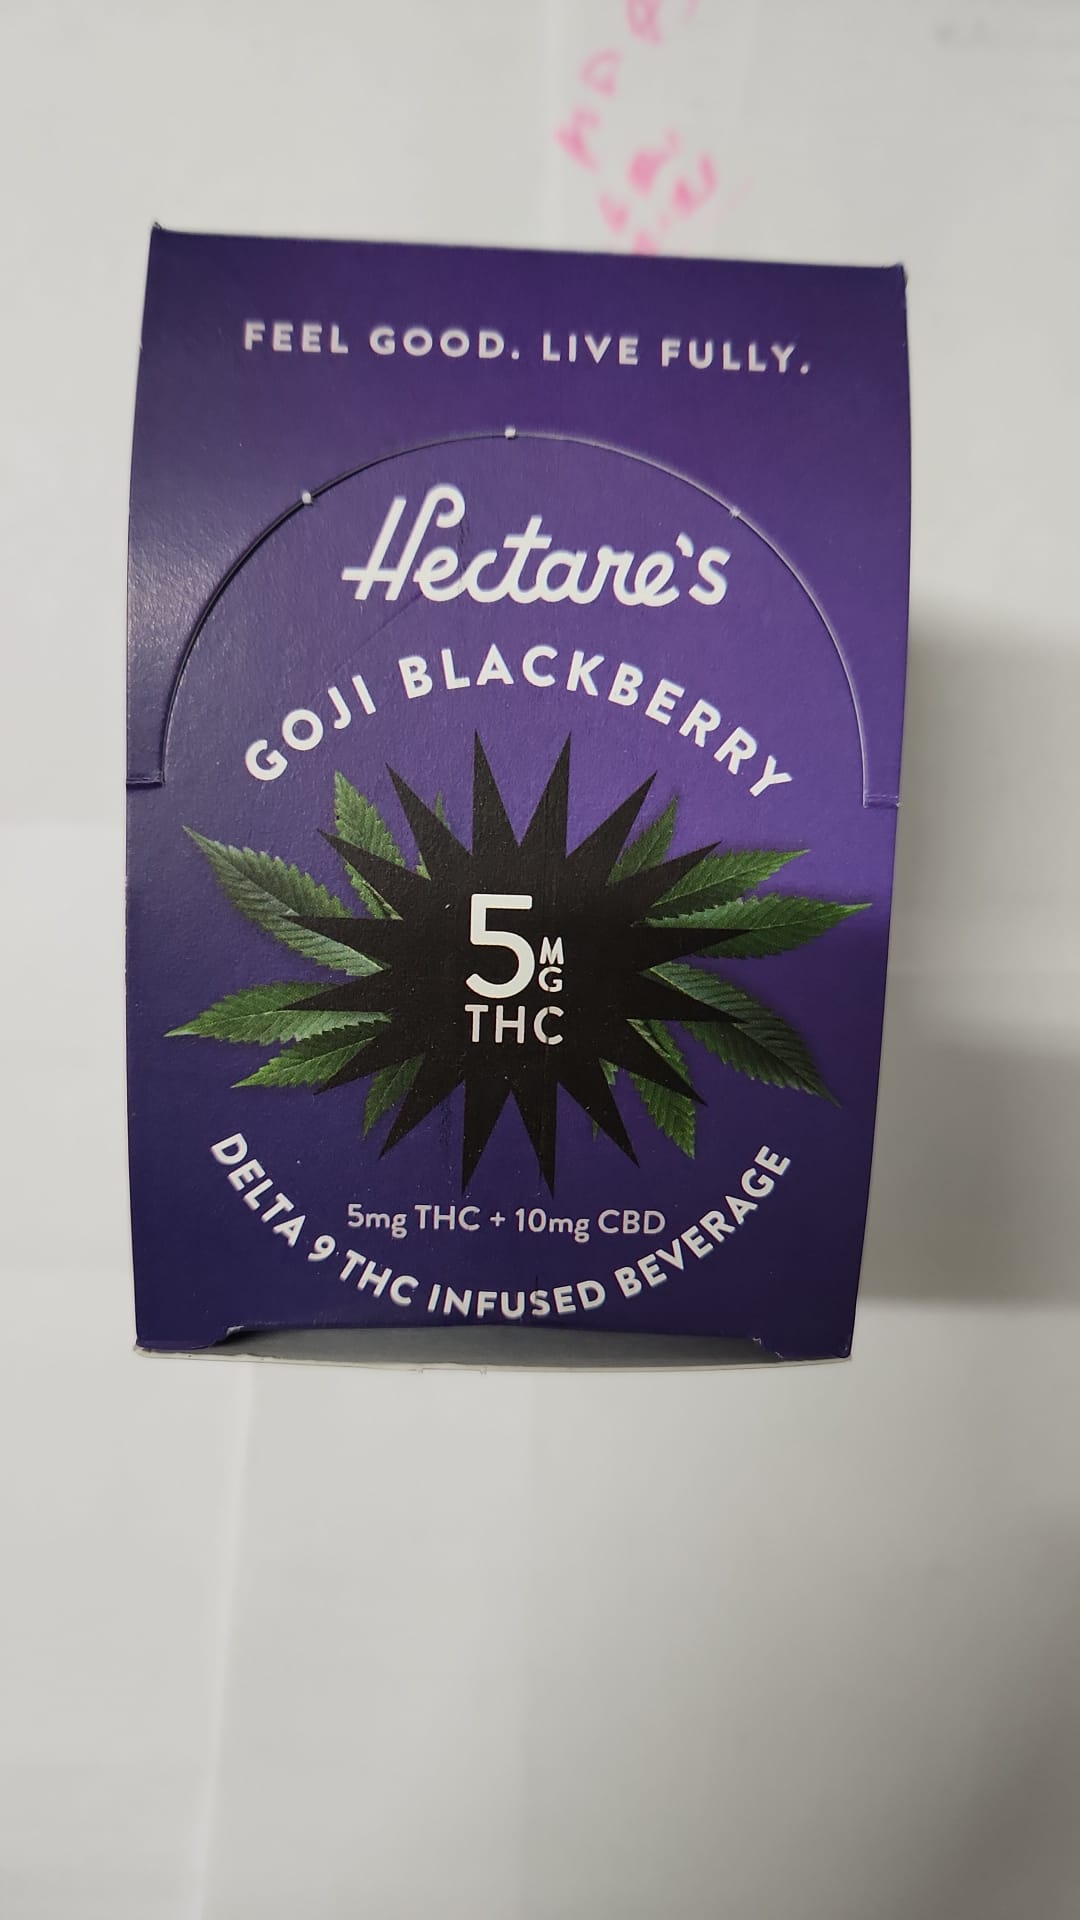 FEEL GOOD. LIVE FULLY.
Hectare's
GOJI BLACKBERRY
5MG
THC
5mg THC + 10mg CBD
DELTA 9 THC INFUSED BEVERAGE